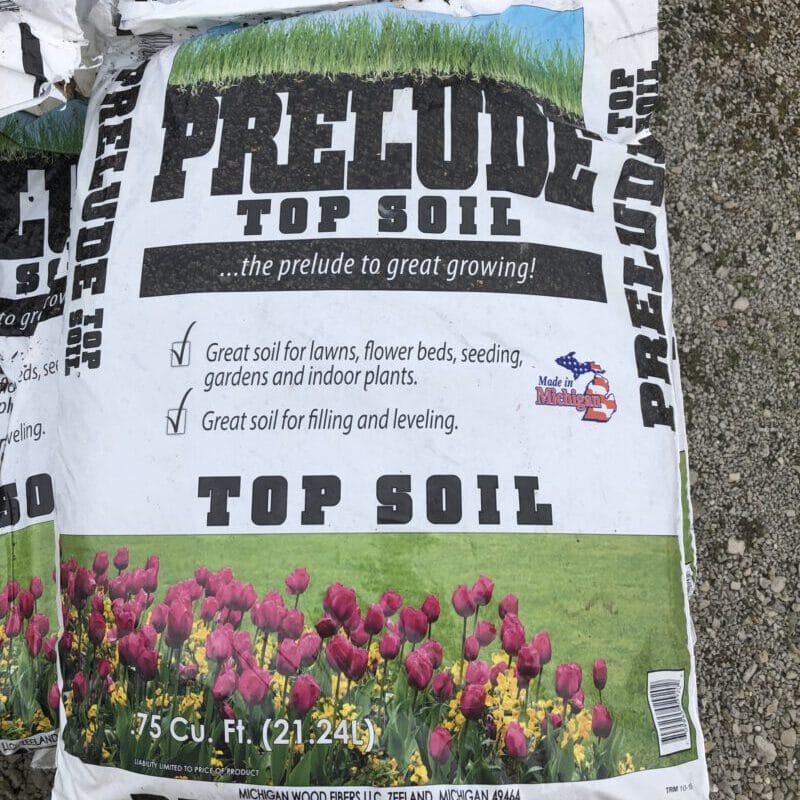 PRELUDE
TOP SOIL
...the prelude to great growing!
Great soil for lawns, flower beds, seeding,
gardens and indoor plants.
Great soil for filling and leveling.
Made in
Michigan
TOP SOIL
.75 Cu. Ft. (21.24L)
LIABILITY LIMITED TO PRICE OF PRODUCT
MICHIGAN WOOD FIBERS LLC, ZEELAND, MICHIGAN 49464
PRELUDE TOP SOIL
PRELUDE TOP SOIL
veling.